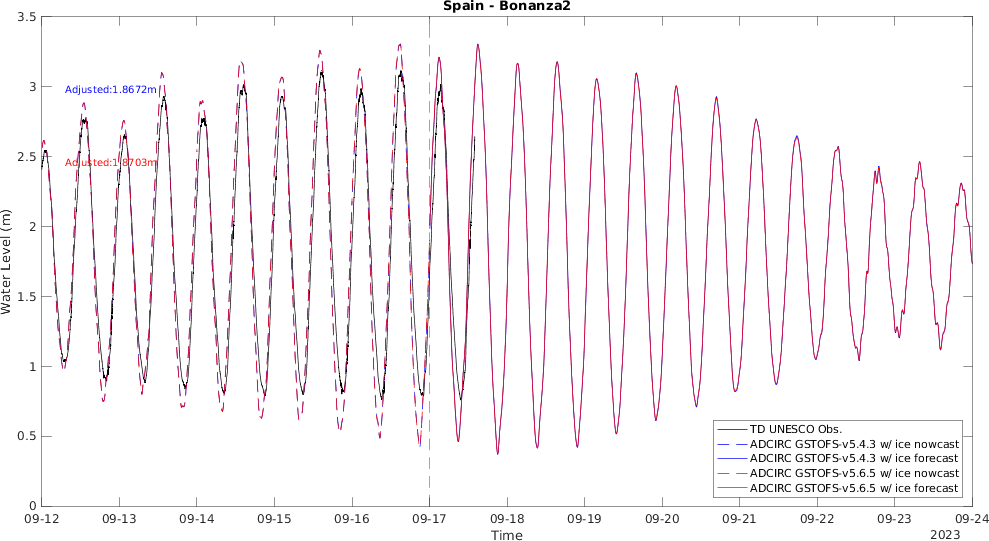 Spain - Bonanza2
3.5
3
2.5
2
1.5
1
0.5
0
Water Level (m)
Adjusted:1.8672m
Adjusted:1.8703m
TD UNESCO Obs.
ADCIRC GSTOFS-v5.4.3 w/ ice nowcast
ADCIRC GSTOFS-v5.4.3 w/ ice forecast
ADCIRC GSTOFS-v5.6.5 w/ ice nowcast
ADCIRC GSTOFS-v5.6.5 w/ ice forecast
09-12 09-13 09-14 09-15 09-16 09-17 09-18 09-19 09-20 09-21 09-22 09-23 09-24
Time
2023